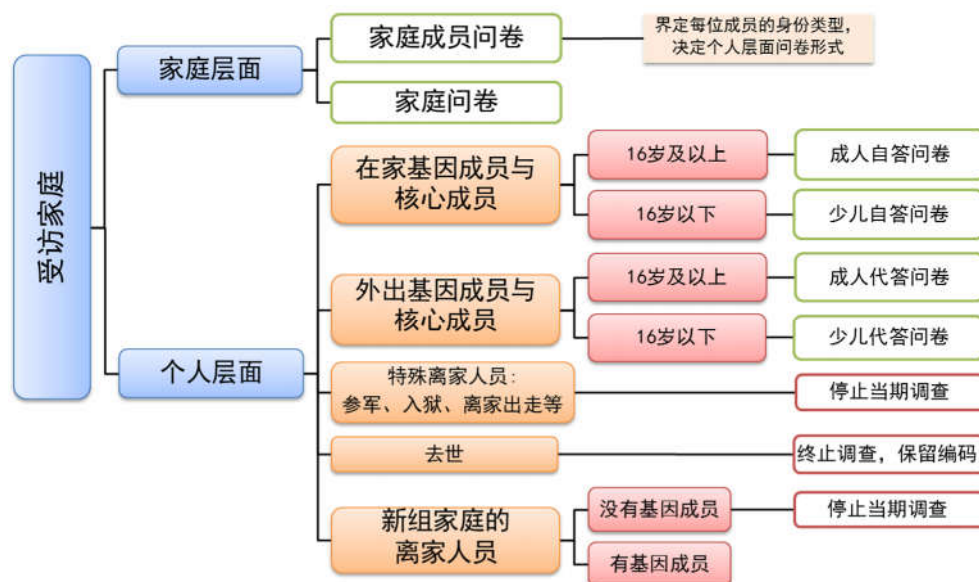 受访家庭
家庭层面
家庭成员问卷
界定每位成员的身份类型，
决定个人层面问卷形式
家庭问卷
个人层面
在家基因成员与
核心成员
16岁及以上
成人自答问卷
16岁以下
少儿自答问卷
外出基因成员与
核心成员
16岁及以上
成人代答问卷
16岁以下
少儿代答问卷
特殊离家人员：
参军、入狱、离家出走等
停止当期调查
去世
终止调查，保留编码
新组家庭的
离家人员
没有基因成员
停止当期调查
有基因成员